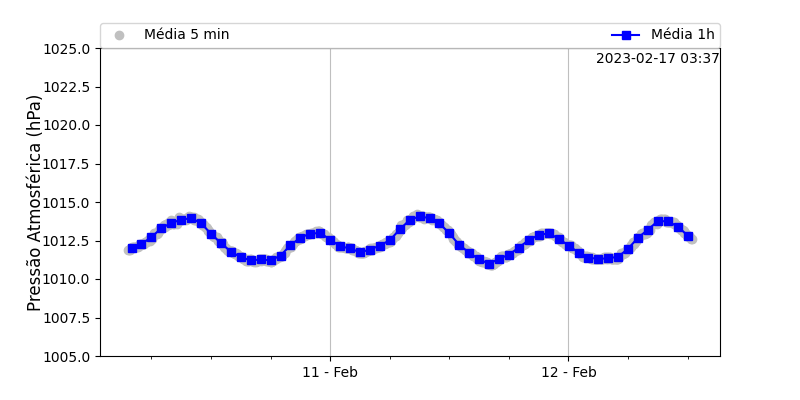 Média 5 min
Média 1h
2023-02-17 03:37
Pressão Atmosférica (hPa)
1025.0
1022.5
1020.0
1017.5
1015.0
1012.5
1010.0
1007.5
1005.0
11 - Feb
12 - Feb